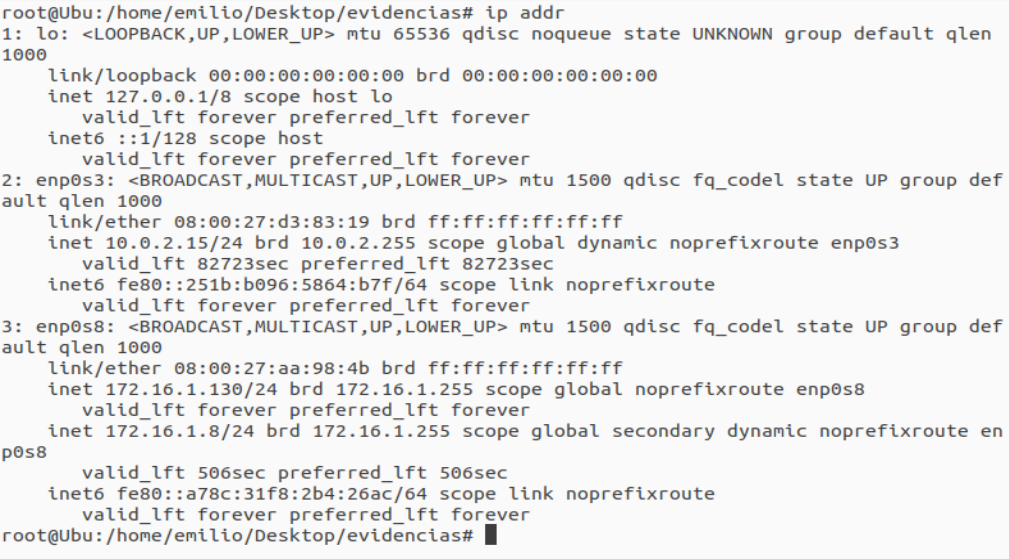 root@Ubu:/home/emilio/Desktop/evidencias# ip addr
1: lo: <LOOPBACK,UP,LOWER_UP> mtu 65536 qdisc noqueue state UNKNOWN group default qlen
1000
    link/loopback 00:00:00:00:00:00 brd 00:00:00:00:00:00
    inet 127.0.0.1/8 scope host lo
       valid_lft forever preferred_lft forever
    inet6 ::1/128 scope host
       valid_lft forever preferred_lft forever
2: enp0s3: <BROADCAST,MULTICAST,UP,LOWER_UP> mtu 1500 qdisc fq_codel state UP group def
ault qlen 1000
    link/ether 08:00:27:d3:83:19 brd ff:ff:ff:ff:ff:ff
    inet 10.0.2.15/24 brd 10.0.2.255 scope global dynamic noprefixroute enp0s3
       valid_lft 82723sec preferred_lft 82723sec
    inet6 fe80::251b:b096:5864:b7f/64 scope link noprefixroute
       valid_lft forever preferred_lft forever
3: enp0s8: <BROADCAST,MULTICAST,UP,LOWER_UP> mtu 1500 qdisc fq_codel state UP group def
ault qlen 1000
    link/ether 08:00:27:aa:98:4b brd ff:ff:ff:ff:ff:ff
    inet 172.16.1.130/24 brd 172.16.1.255 scope global noprefixroute enp0s8
       valid_lft forever preferred_lft forever
    inet 172.16.1.8/24 brd 172.16.1.255 scope global secondary dynamic noprefixroute en
p0s8
       valid_lft 506sec preferred_lft 506sec
    inet6 fe80::a78c:31f8:2b4:26ac/64 scope link noprefixroute
       valid_lft forever preferred_lft forever
root@Ubu:/home/emilio/Desktop/evidencias#